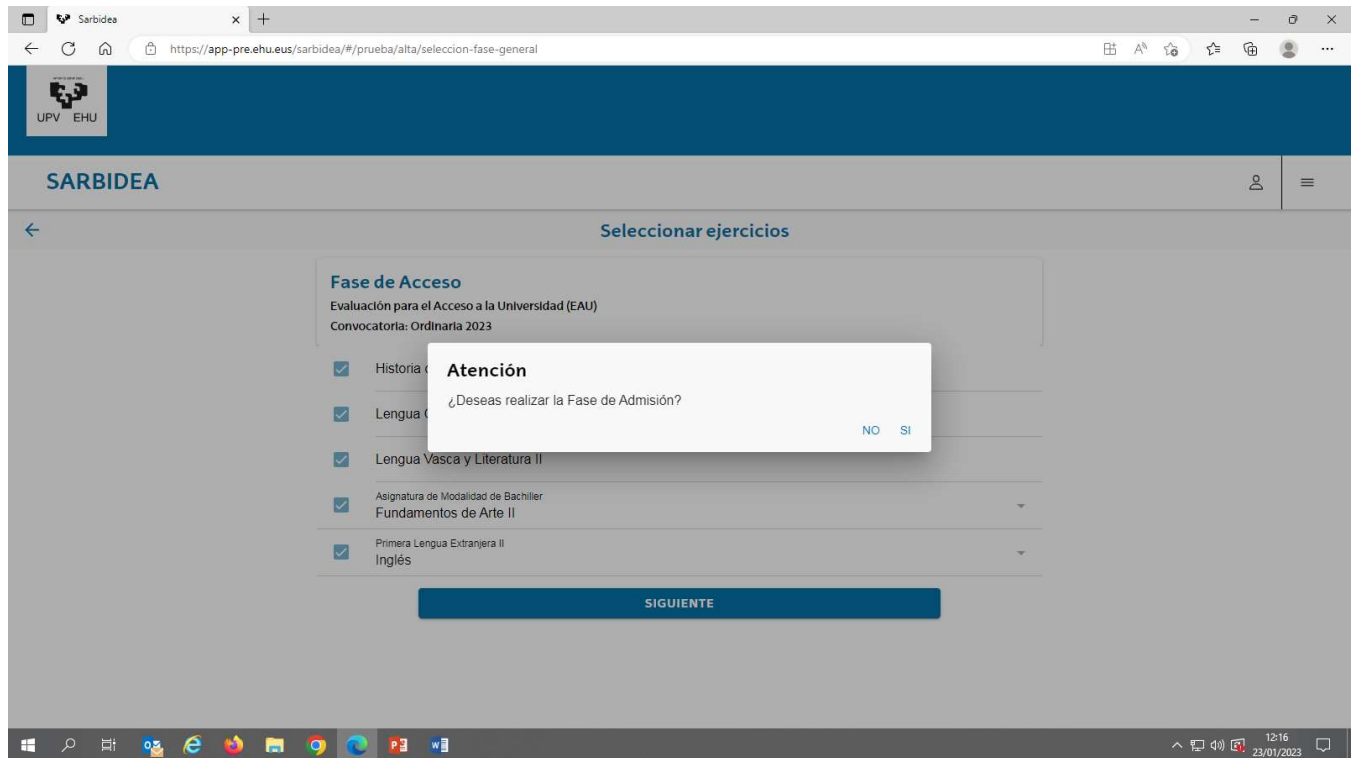 Sarbidea
https://app-pre.ehu.eus/sarbidea/#/prueba/alta/seleccion-fase-general
UPV EHU
SARBIDEA
Seleccionar ejercicios
Fase de Acceso
Evaluación para el Acceso a la Universidad (EAU)
Convocatoria: Ordinaria 2023
Historia
Atención
¿Deseas realizar la Fase de Admisión?
Lengua
NO SI
Lengua Vasca y Literatura II
Asignatura de Modalidad de Bachiller
Fundamentos de Arte II
Primera Lengua Extranjera II
Inglés
SIGUIENTE
12:16
23/01/2023